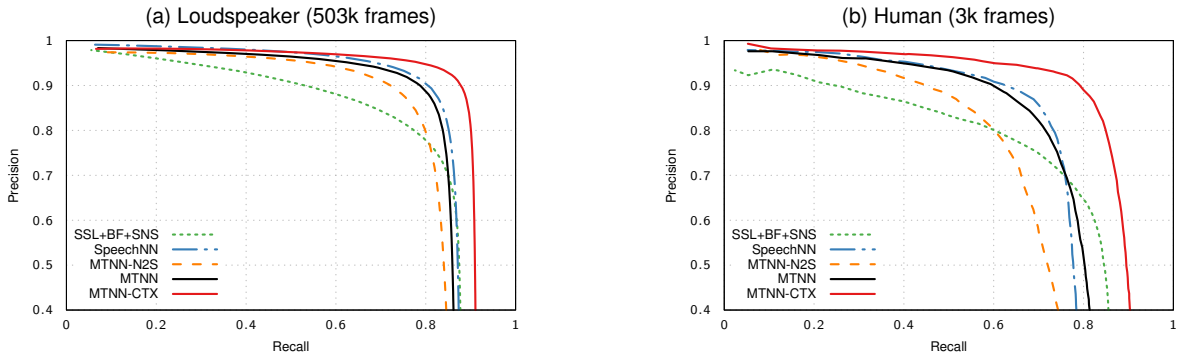 (a) Loudspeaker (503k frames)
Precision
1
0.9
0.8
0.7
0.6
0.5
0.4
SSL+BF+SNS
SpeechNN
MTNN-N2S
MTNN
MTNN-CTX
0 0.2 0.4 0.6 0.8 1
Recall
(b) Human (3k frames)
Precision
1
0.9
0.8
0.7
0.6
0.5
0.4
SSL+BF+SNS
SpeechNN
MTNN-N2S
MTNN
MTNN-CTX
0 0.2 0.4 0.6 0.8 1
Recall